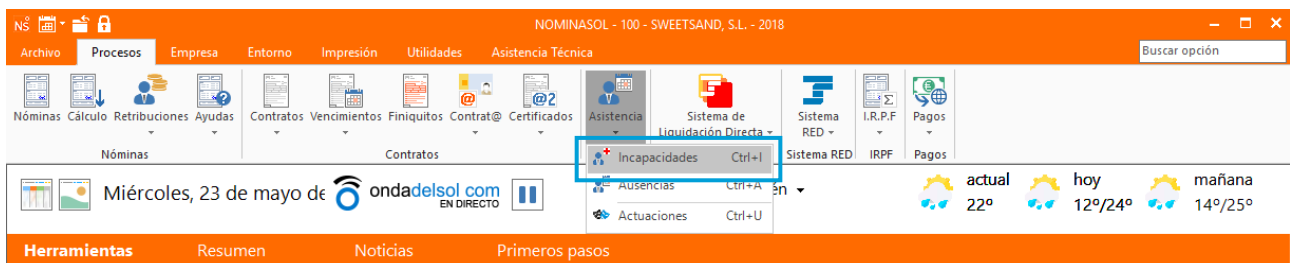 NS
NOMINASOL - 100 - SWEETSAND, S.L. - 2018
Archivo Procesos Empresa Entorno Impresión Utilidades Asistencia Técnica Buscar opción
Nóminas Cálculo Retribuciones Ayudas Contratos Vencimientos Finiquitos Contrat@ Certificados Asistencia Sistema de Liquidación Directa Sistema RED I.R.P.F Pagos
Nóminas Contratos Sistema RED IRPF Pagos
Incapacidades Ctrl+I
Ausencias Ctrl+A
Actuaciones Ctrl+U
Miércoles, 23 de mayo de ondadelsol com
EN DIRECTO
én
actual hoy mañana
22º 12º/24º 14º/25º
Herramientas Resumen Noticias Primeros pasos